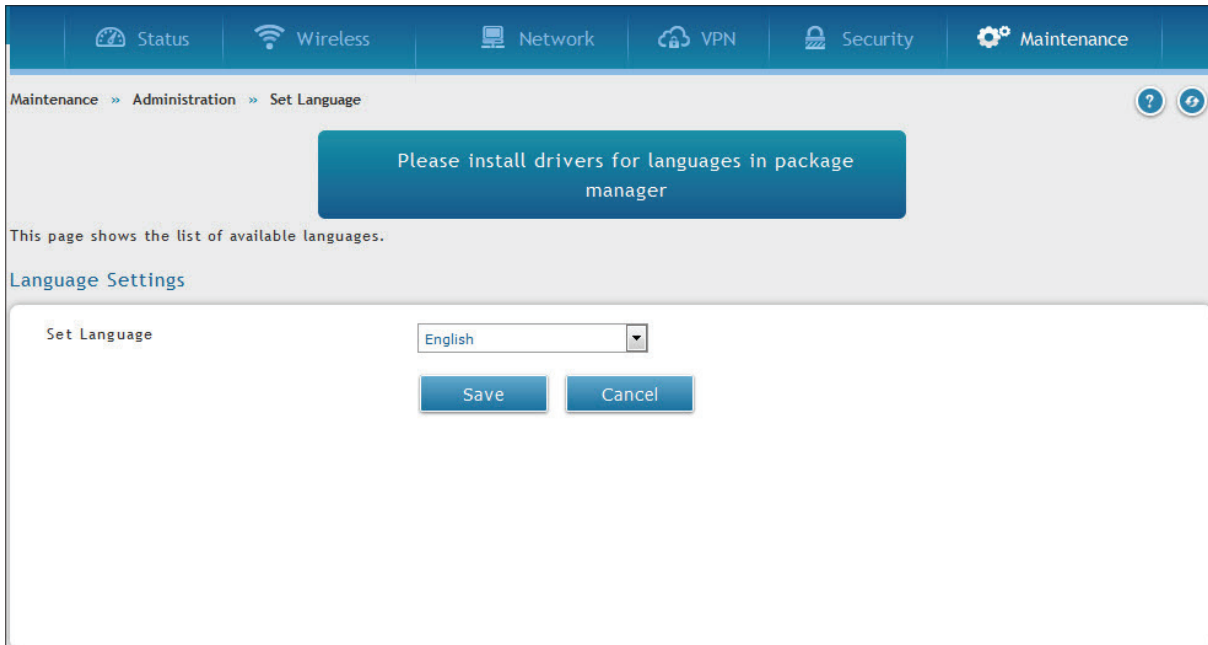 Status Wireless Network VPN Security Maintenance
Maintenance » Administration » Set Language
?
Please install drivers for languages in package
manager
This page shows the list of available languages.
Language Settings
Set Language English
Save Cancel